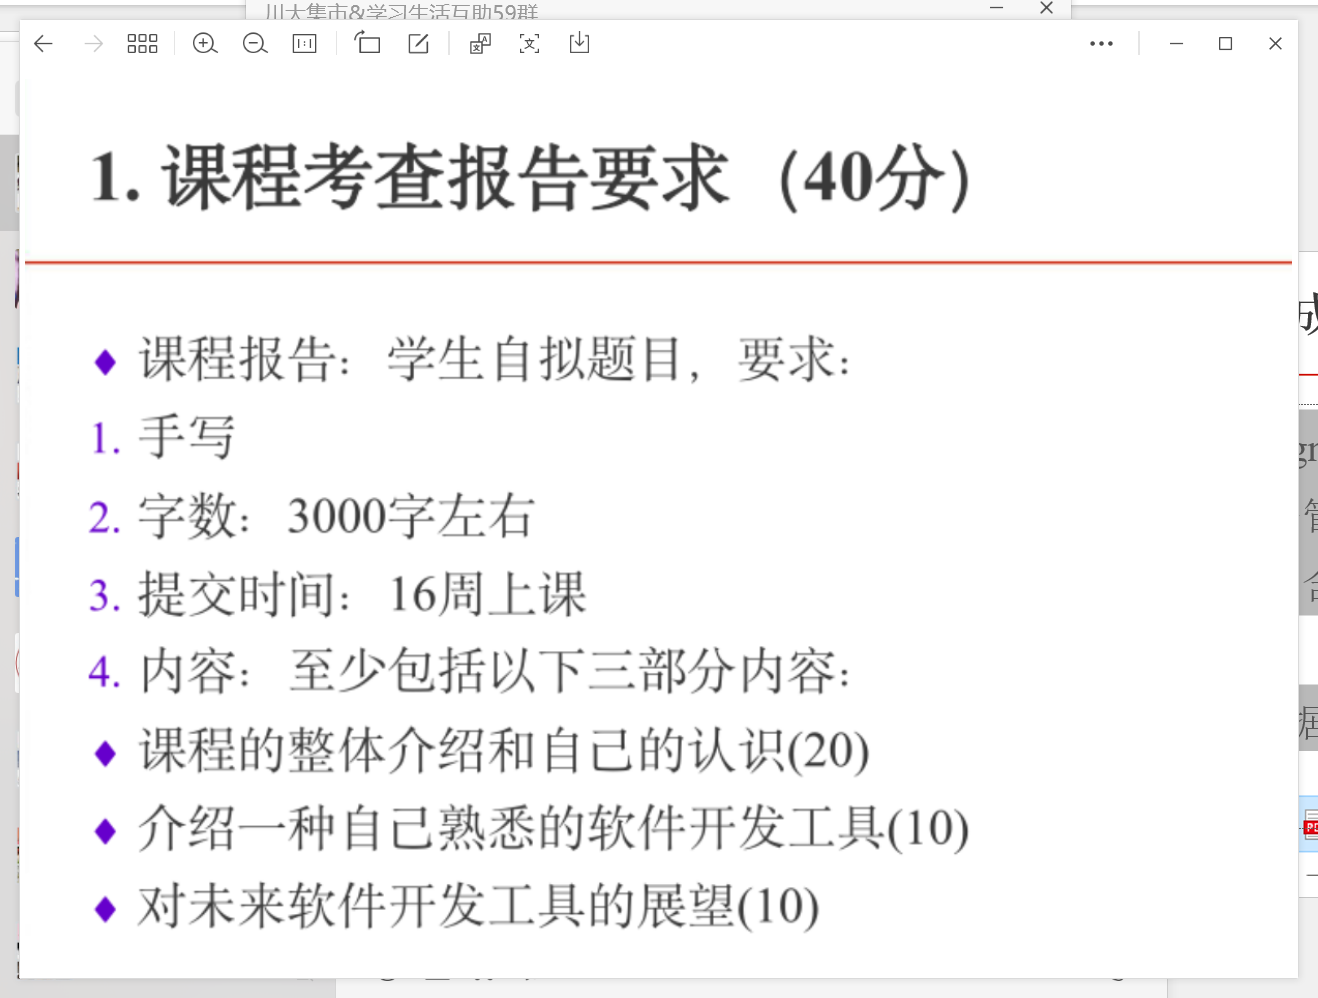 川大集市&学习生活互助59群
1. 课程考查报告要求（40分）
♦ 课程报告：学生自拟题目，要求：
1. 手写
2. 字数：3000字左右
3. 提交时间：16周上课
4. 内容：至少包括以下三部分内容：
♦ 课程的整体介绍和自己的认识(20)
♦ 介绍一种自己熟悉的软件开发工具(10)
♦ 对未来软件开发工具的展望(10)